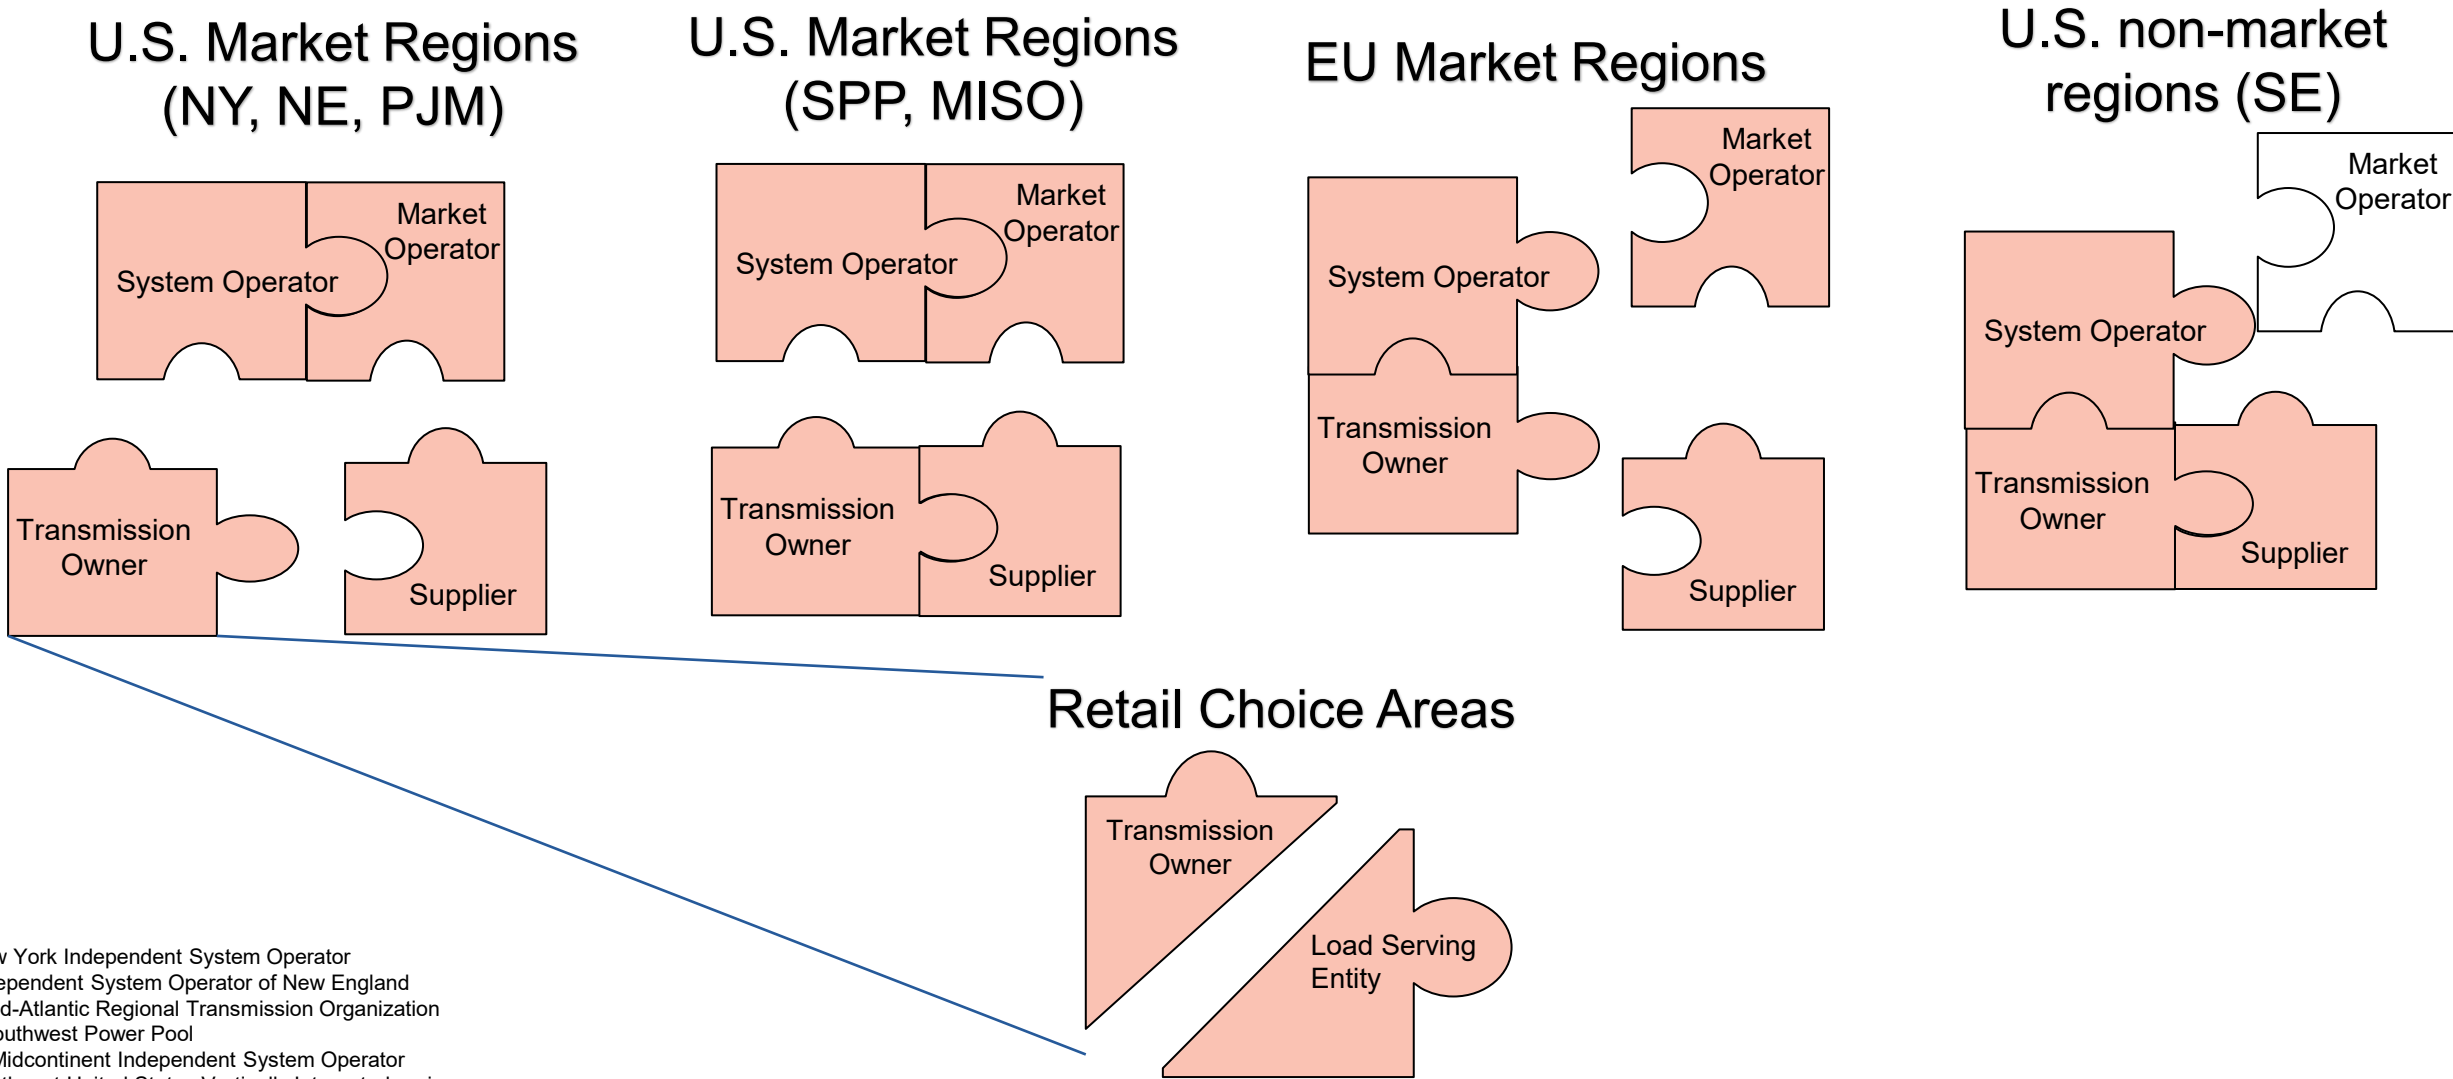 U.S. Market Regions
(NY, NE, PJM)
System Operator
Market
Operator
Transmission
Owner
Supplier
U.S. Market Regions
(SPP, MISO)
System Operator
Market
Operator
Transmission
Owner
Supplier
EU Market Regions
System Operator
Market
Operator
Transmission
Owner
Supplier
U.S. non-market
regions (SE)
System Operator
Market
Operator
Transmission
Owner
Supplier
Retail Choice Areas
Transmission
Owner
Load Serving
Entity
York Independent System Operator
System Operator of New England
Regional Transmission Organization
Power Pool
Midcontinent Independent System Operator